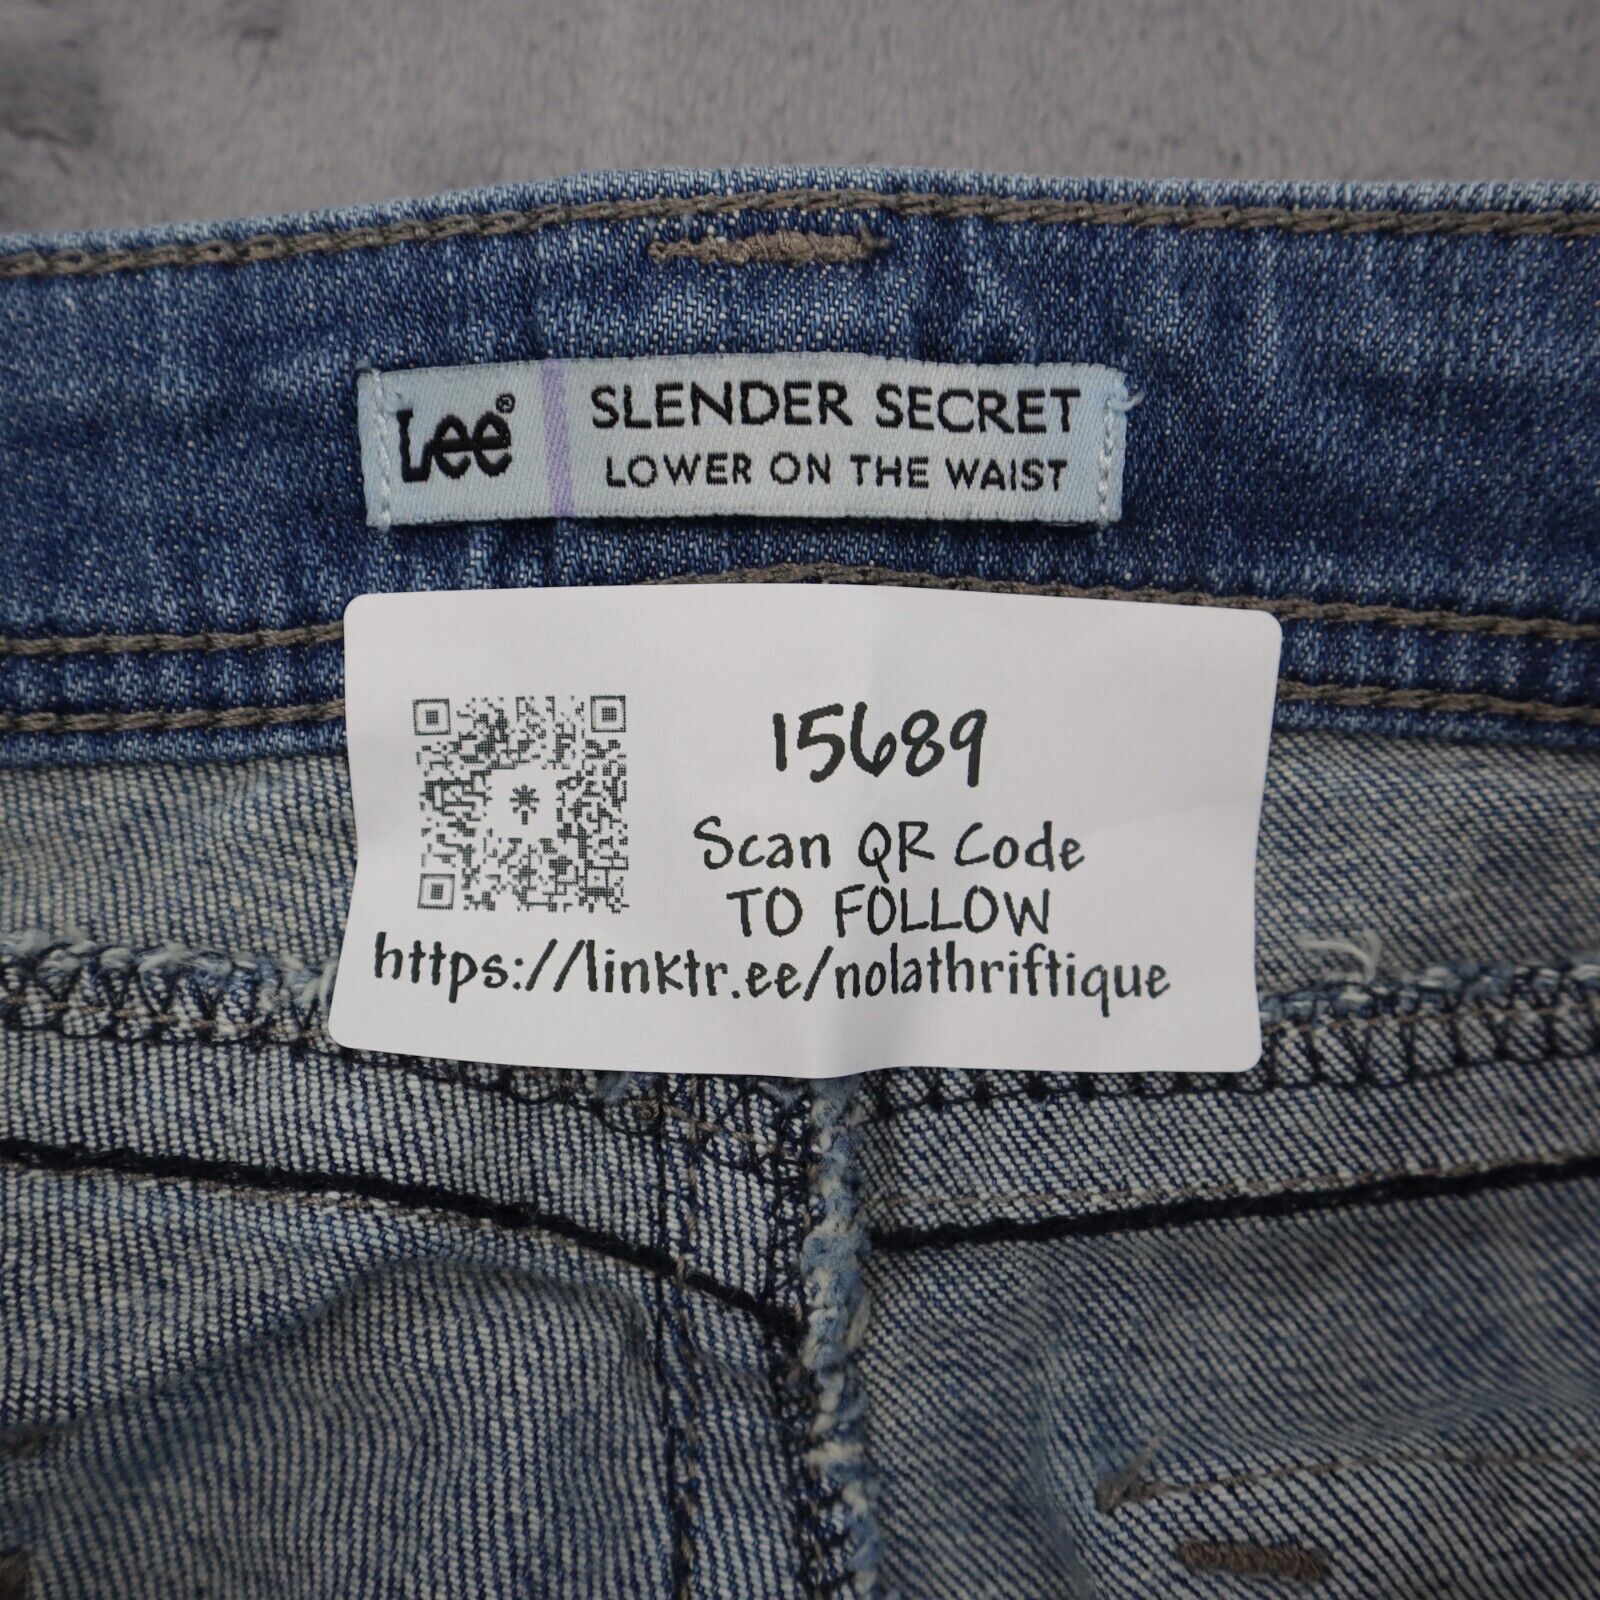 Lee®
SLENDER SECRET
LOWER ON THE WAIST
15689
Scan QR Code
TO FOLLOW
https://linktr.ee/nolathriftique